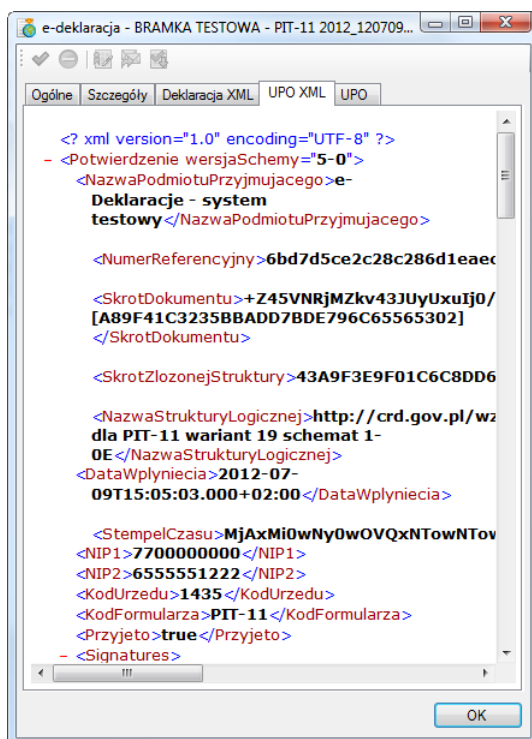 e-deklaracja - BRAMKA TESTOWA - PIT-11 2012_120709...
Ogólne Szczegóły Deklaracja XML UPO XML UPO
<? xml version="1.0" encoding="UTF-8" ?>
– <Potwierdzenie wersjaSchemy="5-0">
<NazwaPodmiotuPrzyjmujacego>e-
Deklaracje - system
testowy</NazwaPodmiotuPrzyjmujacego>
<NumerReferencyjny>6bd7d5ce2c28c286d1eaec
<SkrotDokumentu>+Z45VNRjMZkv43JUyUxuIj0/
[A89F41C3235BBADD7BDE796C65565302]
</SkrotDokumentu>
<SkrotZlozonejStruktury>43A9F3E9F01C6C8DD6
<NazwaStrukturyLogicznej>http://crd.gov.pl/wz
dla PIT-11 wariant 19 schemat 1-
0E</NazwaStrukturyLogicznej>
<DataWplyniecia>2012-07-
09T15:05:03.000+02:00</DataWplyniecia>
<StempelCzasu>MjAxMi0wNy0wOVQxNTowNTow
<NIP1>7700000000</NIP1>
<NIP2>6555551222</NIP2>
<KodUrzedu>1435</KodUrzedu>
<KodFormularza>PIT-11</KodFormularza>
<Przyjeto>true</Przyjeto>
– <Signatures>
OK